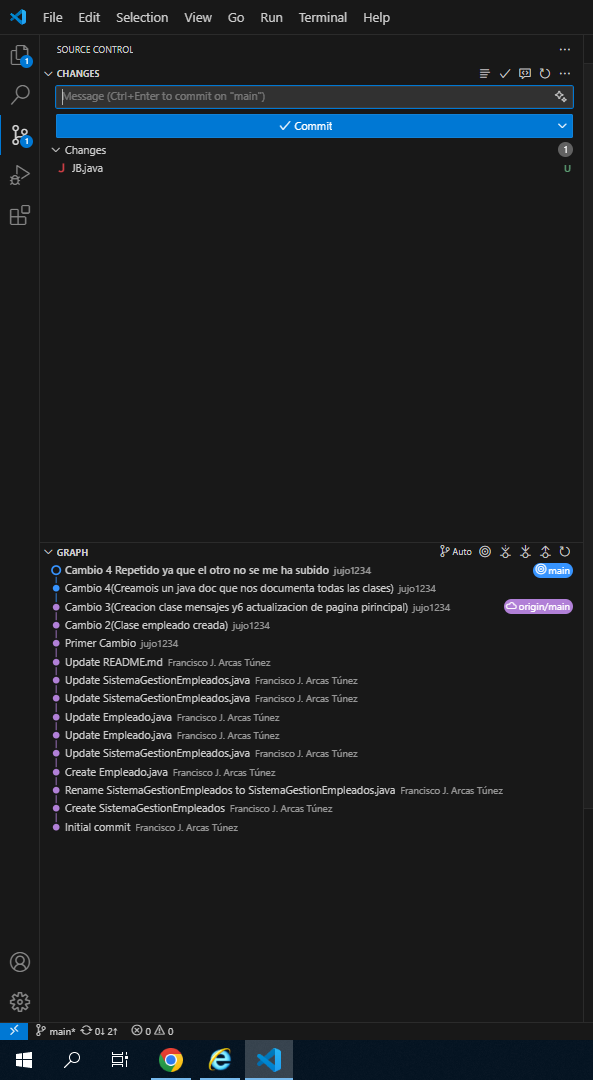 File Edit Selection View Go Run Terminal Help
SOURCE CONTROL
CHANGES
Message (Ctrl+Enter to commit on "main")
Commit
Changes 1
JB.java U
GRAPH Auto
Cambio 4 Repetido ya que el otro no se me ha subido jujo1234 main
Cambio 4(Creamois un java doc que nos documenta todas las clases) jujo1234
Cambio 3(Creacion clase mensajes y6 actualizacion de pagina pirincipal) jujo1234 origin/main
Cambio 2(Clase empleado creada) jujo1234
Primer Cambio jujo1234
Update README.md Francisco J. Arcas Túnez
Update SistemaGestionEmpleados.java Francisco J. Arcas Túnez
Update SistemaGestionEmpleados.java Francisco J. Arcas Túnez
Update Empleado.java Francisco J. Arcas Túnez
Update Empleado.java Francisco J. Arcas Túnez
Update SistemaGestionEmpleados.java Francisco J. Arcas Túnez
Create Empleado.java Francisco J. Arcas Túnez
Rename SistemaGestionEmpleados to SistemaGestionEmpleados.java Francisco J. Arcas Túnez
Create SistemaGestionEmpleados Francisco J. Arcas Túnez
Initial commit Francisco J. Arcas Túnez
1
1
main* 0↓ 2↑ 0 0